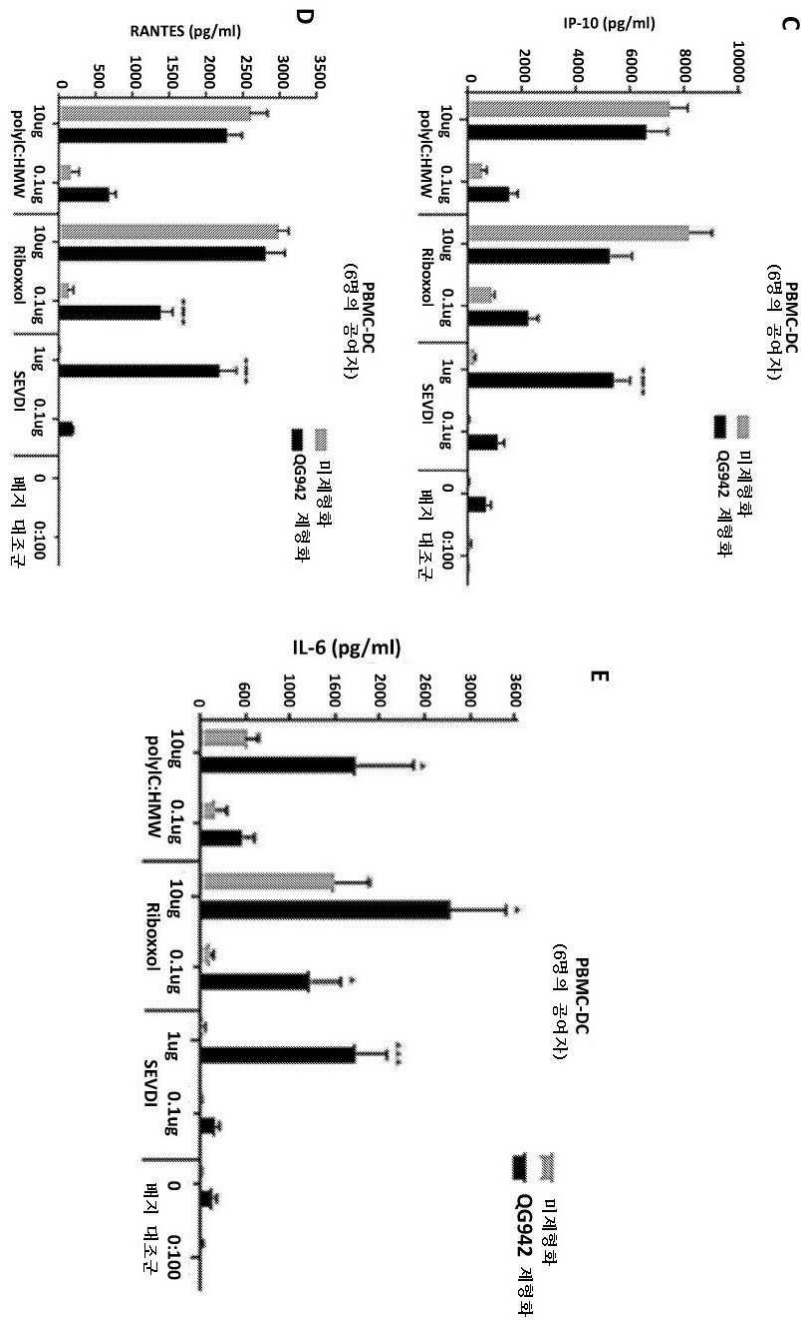 C
PBMC-DC
(6명의 공여자)
미제형화
QG942 제형화
IP-10 (pg/ml)
10000
8000
6000
4000
2000
0
10ug 0.1ug 10ug 0.1ug 1ug 0.1ug 0 0:100
polyIC:HMW Riboxxol SEVDI 배지 대조군
****
D
PBMC-DC
(6명의 공여자)
미제형화
QG942 제형화
RANTES (pg/ml)
3500
3000
2500
2000
1500
1000
500
0
10ug 0.1ug 10ug 0.1ug 1ug 0.1ug 0 0:100
polyIC:HMW Riboxxol SEVDI 배지 대조군
****
****
E
PBMC-DC
(6명의 공여자)
미제형화
QG942 제형화
IL-6 (pg/ml)
3600
3000
2600
2000
1600
1000
600
0
10ug 0.1ug 10ug 0.1ug 1ug 0.1ug 0 0:100
polyIC:HMW Riboxxol SEVDI 배지 대조군
*
*
*
***